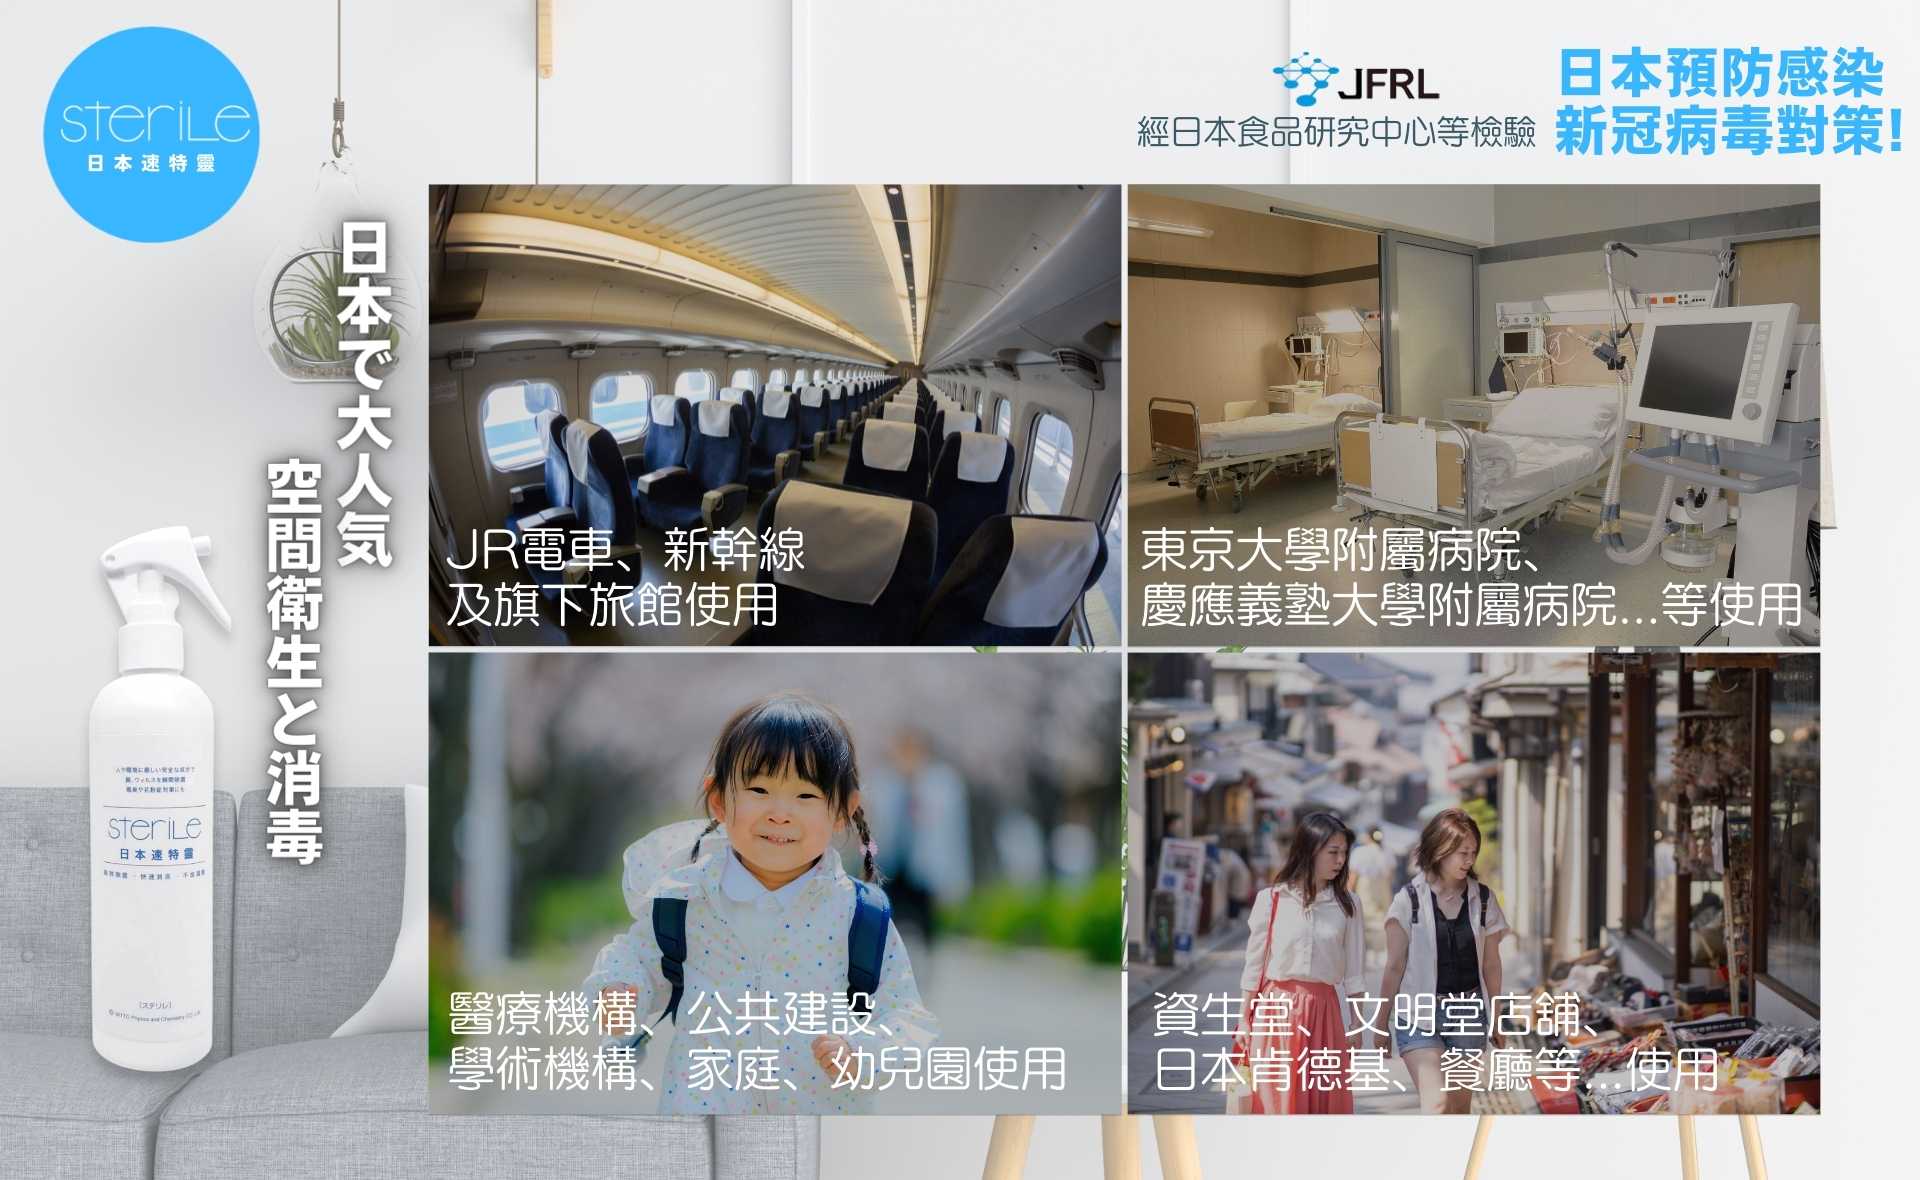 sterile
日本速特靈
JFRL
經日本食品研究中心等檢驗
日本預防感染
新冠病毒對策!
日本で大人気
空間衛生と消毒
JR電車、新幹線
及旗下旅館使用
東京大學附屬病院、
慶應義塾大學附屬病院...等使用
醫療機構、公共建設、
學術機構、家庭、幼兒園使用
資生堂、文明堂店舖、
日本肯德基、餐廳等...使用
sterile
日本速特靈
[ステリレ]